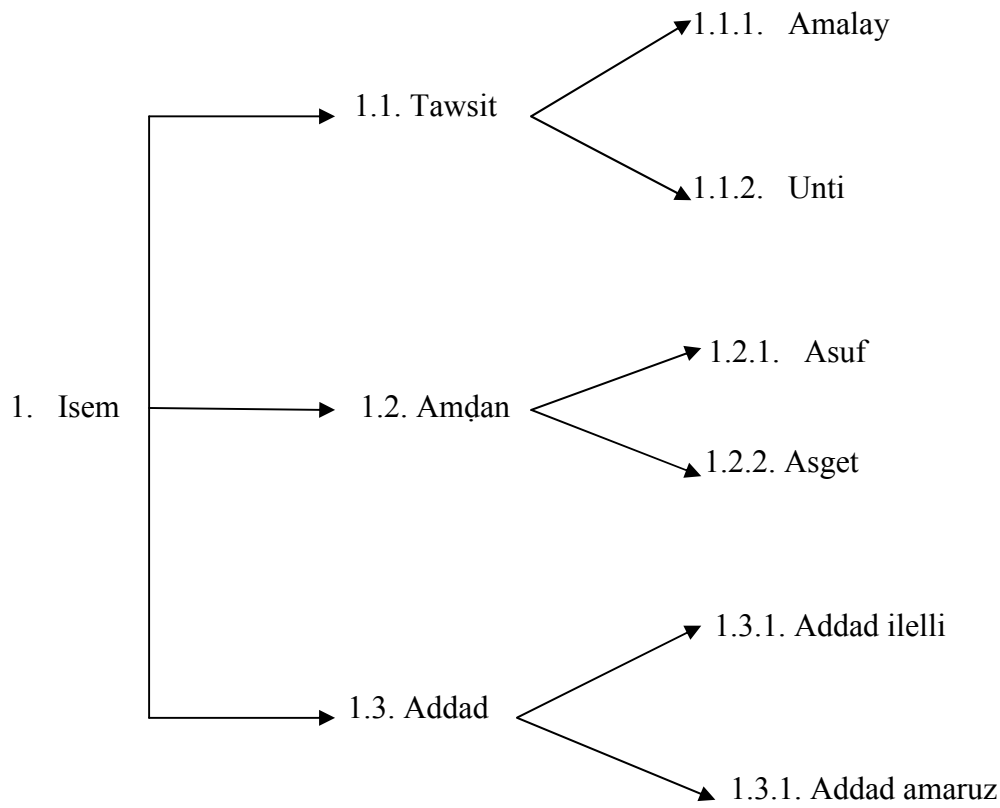 1.1.1. Amalay
1.1. Tawsit
1.1.2. Unti
1.2.1. Asuf
1. Isem
1.2. Amḍan
1.2.2. Asget
1.3.1. Addad ilelli
1.3. Addad
1.3.1. Addad amaruz